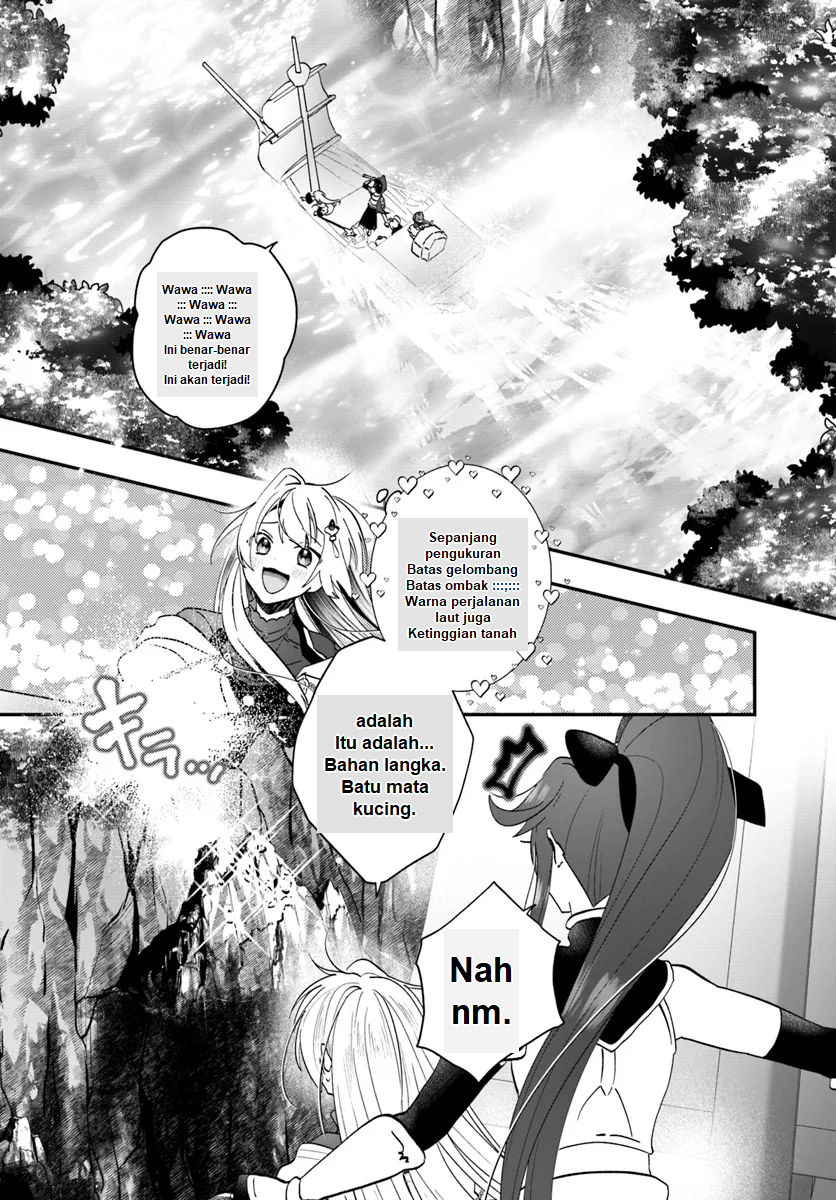 Wawa :::: Wawa
::: Wawa :::
Wawa ::: Wawa
::: Wawa
Ini benar-benar
terjadi!
Ini akan terjadi!
Sepanjang
pengukuran
Batas gelombang
Batas ombak :::;:::
Warna perjalanan
laut juga
Ketinggian tanah
adalah
Itu adalah...
Bahan langka.
Batu mata
kucing.
キラ...
Nah
nm.